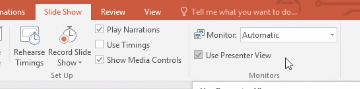 nations Slide Show Review View Tell me what you want to do...
Rehearse Timings
Record Slide Show
Play Narrations
Use Timings
Show Media Controls
Set Up
Monitor: Automatic
Use Presenter View
Monitors